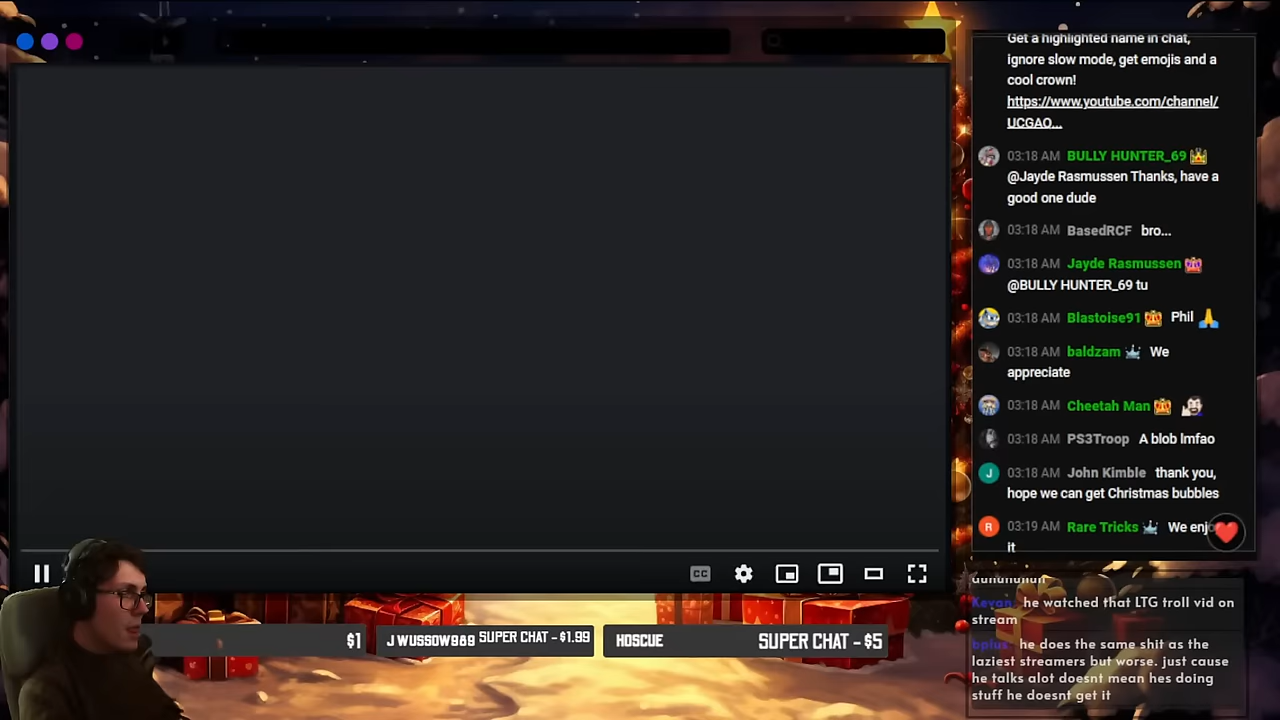 Get a highlighted name in chat,
ignore slow mode, get emojis and a
cool crown!
https://www.youtube.com/channel/
UCGAO...
03:18 AM BULLY HUNTER_69
@Jayde Rasmussen Thanks, have a
good one dude
03:18 AM BasedRCF bro...
03:18 AM Jayde Rasmussen
@BULLY HUNTER_69 tu
03:18 AM Blastoise91 Phil
03:18 AM baldzam We
appreciate
03:18 AM Cheetah Man
03:18 AM PS3Troop A blob lmfao
J
03:18 AM John Kimble thank you,
hope we can get Christmas bubbles
R
03:19 AM Rare Tricks We enj
it
CC
$1
J WUSSOW868 SUPER CHAT - $1.99
HOSCUE SUPER CHAT - $5
Kevan: he watched that LTG troll vid on
stream
bplus: he does the same shit as the
laziest streamers but worse. just cause
he talks alot doesnt mean hes doing
stuff he doesnt get it